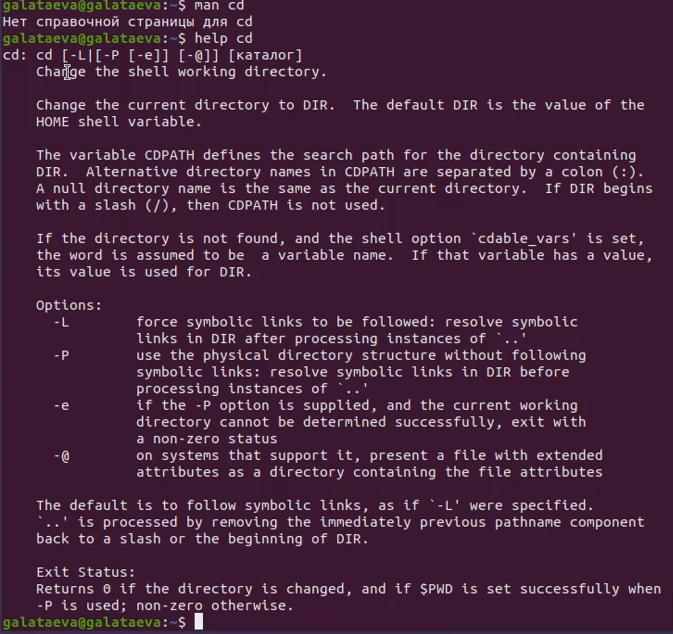 galataeva@galataeva:~$ man cd
Нет справочной страницы для cd
galataeva@galataeva:~$ help cd
cd: cd [-L|[-P [-e]] [-@]] [каталог]
    Change the shell working directory.

    Change the current directory to DIR.  The default DIR is the value of the
    HOME shell variable.

    The variable CDPATH defines the search path for the directory containing
    DIR.  Alternative directory names in CDPATH are separated by a colon (:).
    A null directory name is the same as the current directory.  If DIR begins
    with a slash (/), then CDPATH is not used.

    If the directory is not found, and the shell option `cdable_vars' is set,
    the word is assumed to be  a variable name.  If that variable has a value,
    its value is used for DIR.

    Options:
      -L        force symbolic links to be followed: resolve symbolic
                links in DIR after processing instances of `..'
      -P        use the physical directory structure without following
                symbolic links: resolve symbolic links in DIR before
                processing instances of `..'
      -e        if the -P option is supplied, and the current working
                directory cannot be determined successfully, exit with
                a non-zero status
      -@        on systems that support it, present a file with extended
                attributes as a directory containing the file attributes

    The default is to follow symbolic links, as if `-L' were specified.
    `..' is processed by removing the immediately previous pathname component
    back to a slash or the beginning of DIR.

    Exit Status:
    Returns 0 if the directory is changed, and if $PWD is set successfully when
    -P is used; non-zero otherwise.
galataeva@galataeva:~$